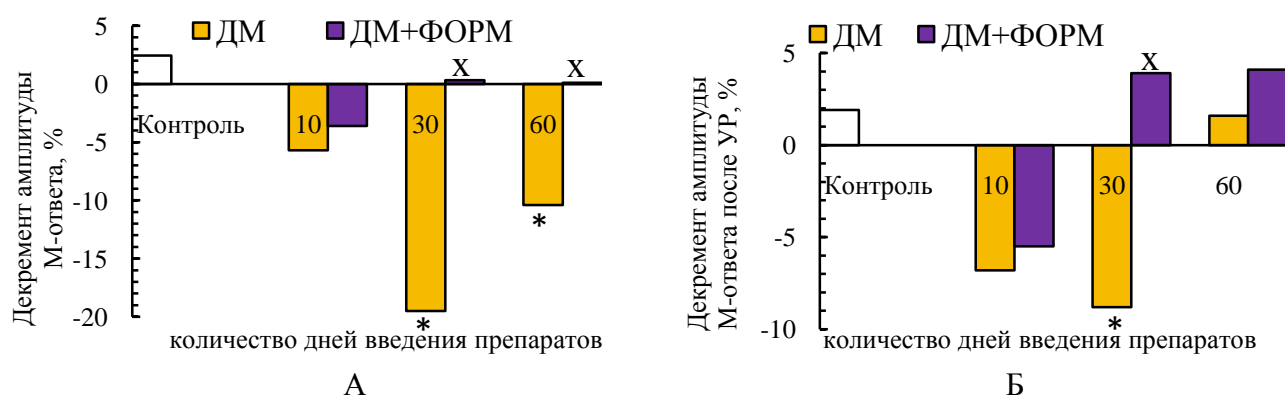 ДМ ДМ+ФОРМ
Декремент амплитуды
М-ответа, %
5
0
-5
-10
-15
-20
Контроль
10
30
60
X
X
*
*
количество дней введения препаратов
А
ДМ ДМ+ФОРМ
Декремент амплитуды
М-ответа после УР, %
5
0
-5
-10
Контроль
10
30
60
X
*
количество дней введения препаратов
Б